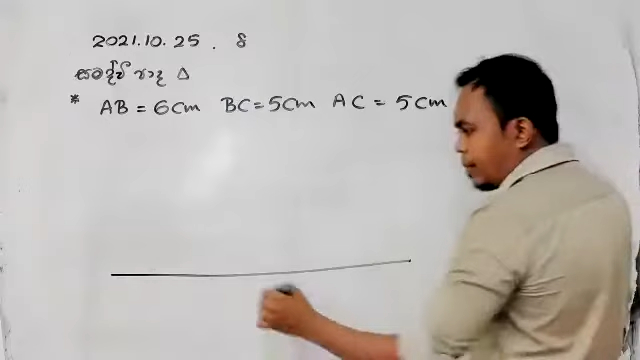 2021.10.25. 8
සමද්වි පාද Δ
* AB = 6cm BC = 5cm AC = 5cm